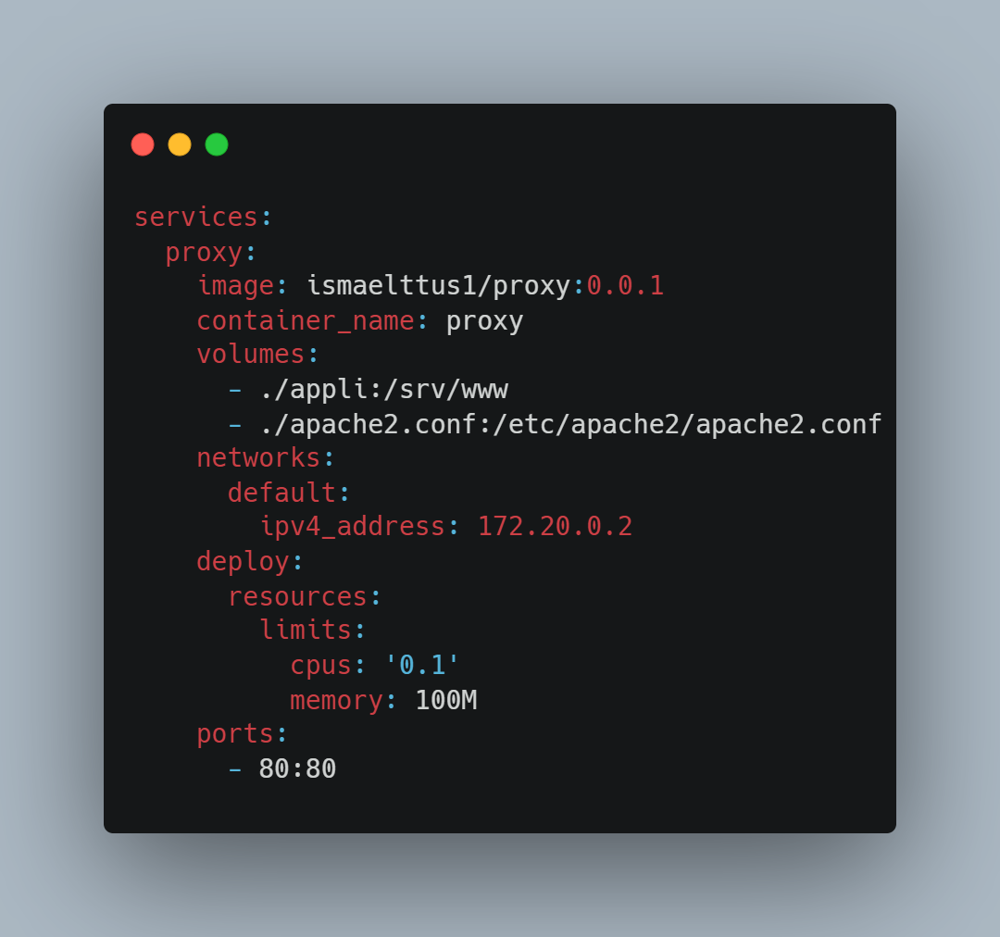 services:
  proxy:
    image: ismaelttus1/proxy:0.0.1
    container_name: proxy
    volumes:
      - ./appli:/srv/www
      - ./apache2.conf:/etc/apache2/apache2.conf
    networks:
      default:
        ipv4_address: 172.20.0.2
    deploy:
      resources:
        limits:
          cpus: '0.1'
          memory: 100M
    ports:
      - 80:80